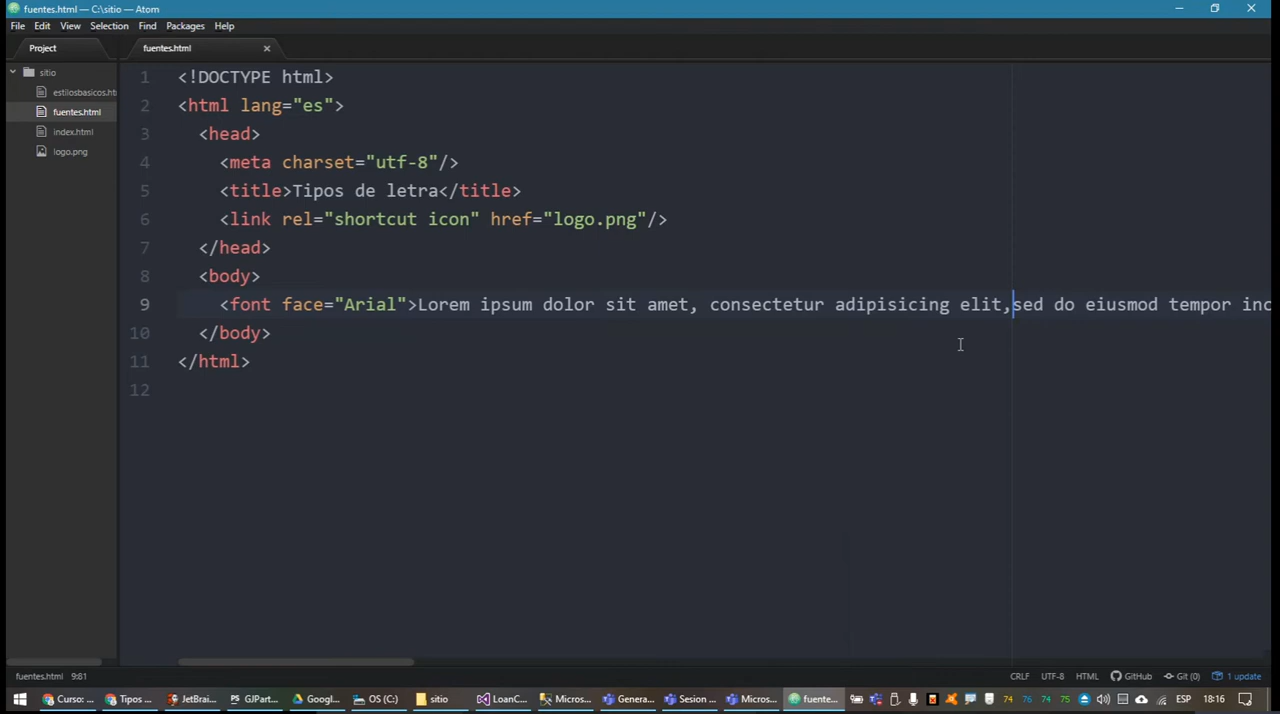 fuentes.html — C:\sitio — Atom
File Edit View Selection Find Packages Help
Project fuentes.html
sitio
estilosbasicos.ht
fuentes.html
index.html
logo.png
1 <!DOCTYPE html>
2 <html lang="es">
3 <head>
4 <meta charset="utf-8"/>
5 <title>Tipos de letra</title>
6 <link rel="shortcut icon" href="logo.png"/>
7 </head>
8 <body>
9 <font face="Arial">Lorem ipsum dolor sit amet, consectetur adipisicing elit,sed do eiusmod tempor inc
10 </body>
11 </html>
12
fuentes.html 9:81 CRLF UTF-8 HTML GitHub Git (0) 1 update
Curso: ... Tipos ... JetBrai... GJPart... Googl... OS (C:) sitio LoanC... Micros... Genera... Sesion ... Micros... fuente... 74 76 74 75 ESP 18:16